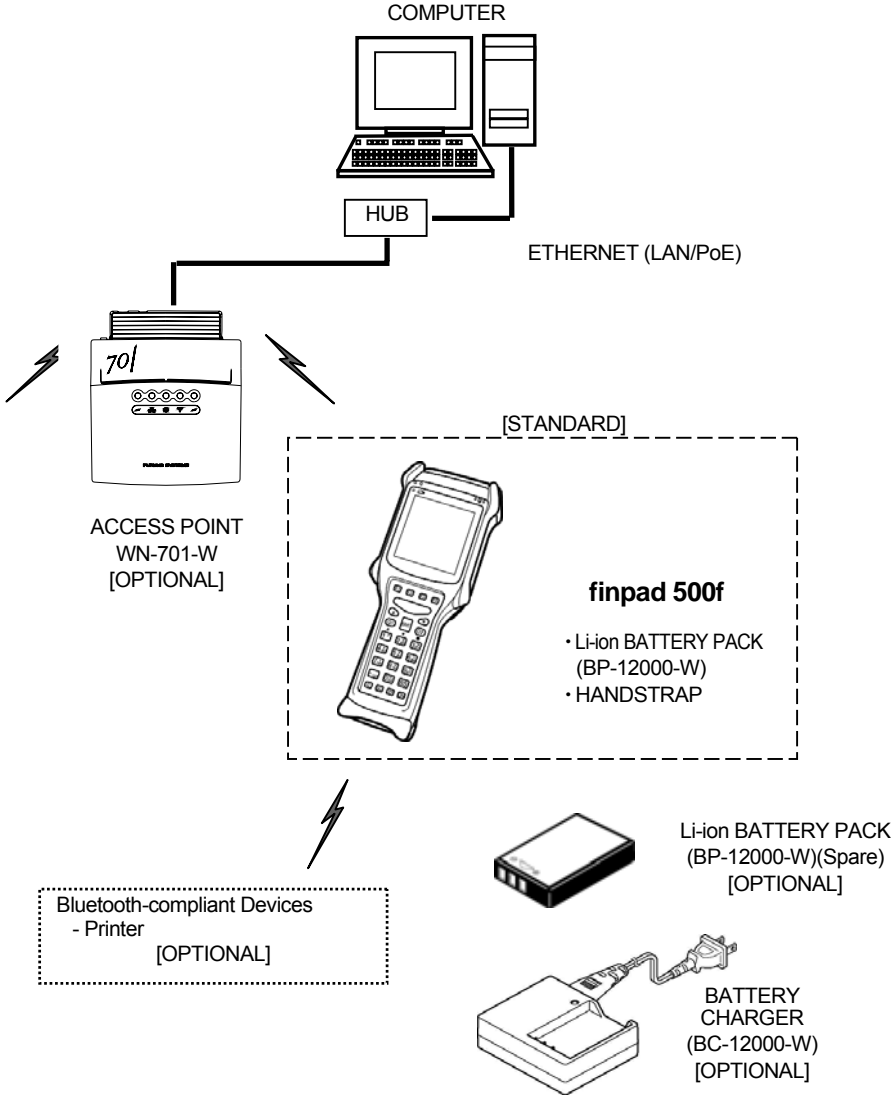 COMPUTER
HUB
ETHERNET (LAN/PoE)
701
[STANDARD]
ACCESS POINT
WN-701-W
[OPTIONAL]
finpad 500f
・Li-ion BATTERY PACK
(BP-12000-W)
・HANDSTRAP
Li-ion BATTERY PACK
(BP-12000-W)(Spare)
[OPTIONAL]
Bluetooth-compliant Devices
- Printer
[OPTIONAL]
BATTERY
CHARGER
(BC-12000-W)
[OPTIONAL]